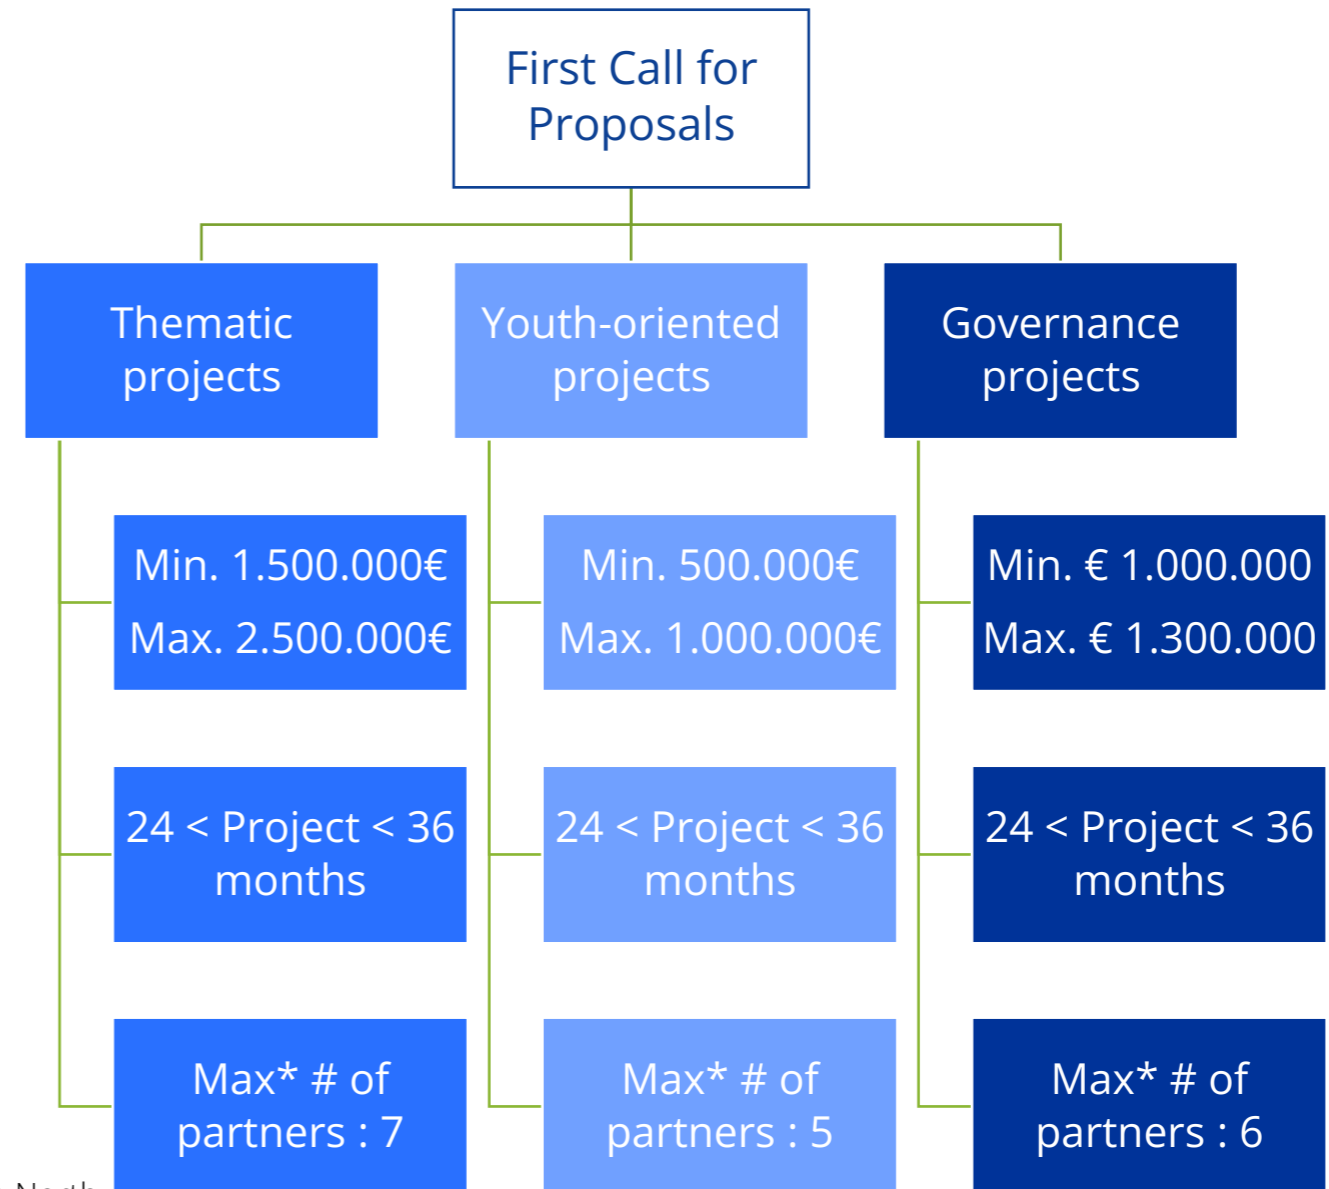 First Call for
Proposals
Thematic
projects
Youth-oriented
projects
Governance
projects
Min. 1.500.000€
Max. 2.500.000€
Min. 500.000€
Max. 1.000.000€
Min. € 1.000.000
Max. € 1.300.000
24 < Project < 36
months
24 < Project < 36
months
24 < Project < 36
months
Max* # of
partners : 7
Max* # of
partners : 5
Max* # of
partners : 6
North